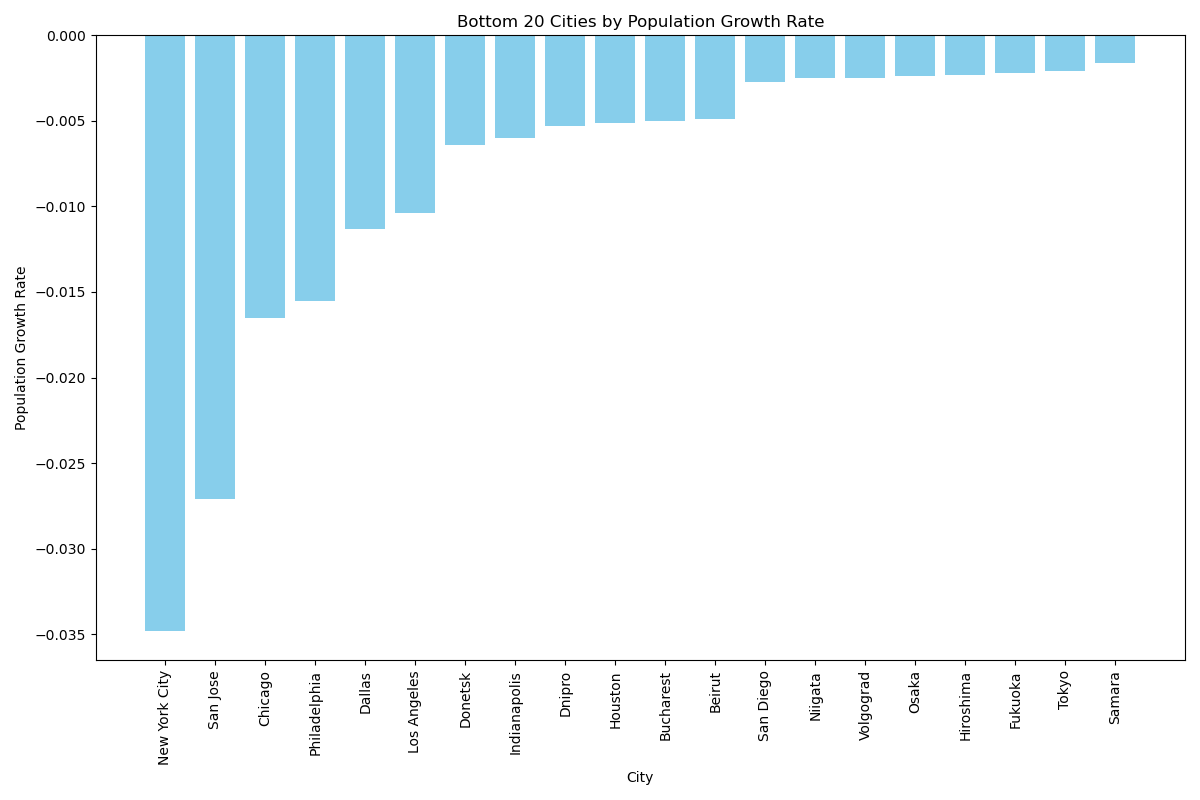 Bottom 20 Cities by Population Growth Rate
Population Growth Rate
0.000
−0.005
−0.010
−0.015
−0.020
−0.025
−0.030
−0.035
New York City
San Jose
Chicago
Philadelphia
Dallas
Los Angeles
Donetsk
Indianapolis
Dnipro
Houston
Bucharest
Beirut
San Diego
Niigata
Volgograd
Osaka
Hiroshima
Fukuoka
Tokyo
Samara
City